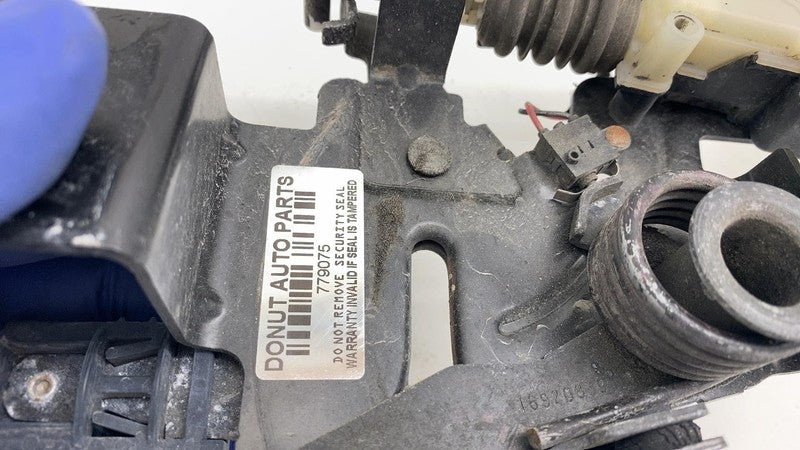 DONUT AUTO PARTS
779075
DO NOT REMOVE SECURITY SEAL
WARRANTY INVALID IF SEAL IS TAMPERED